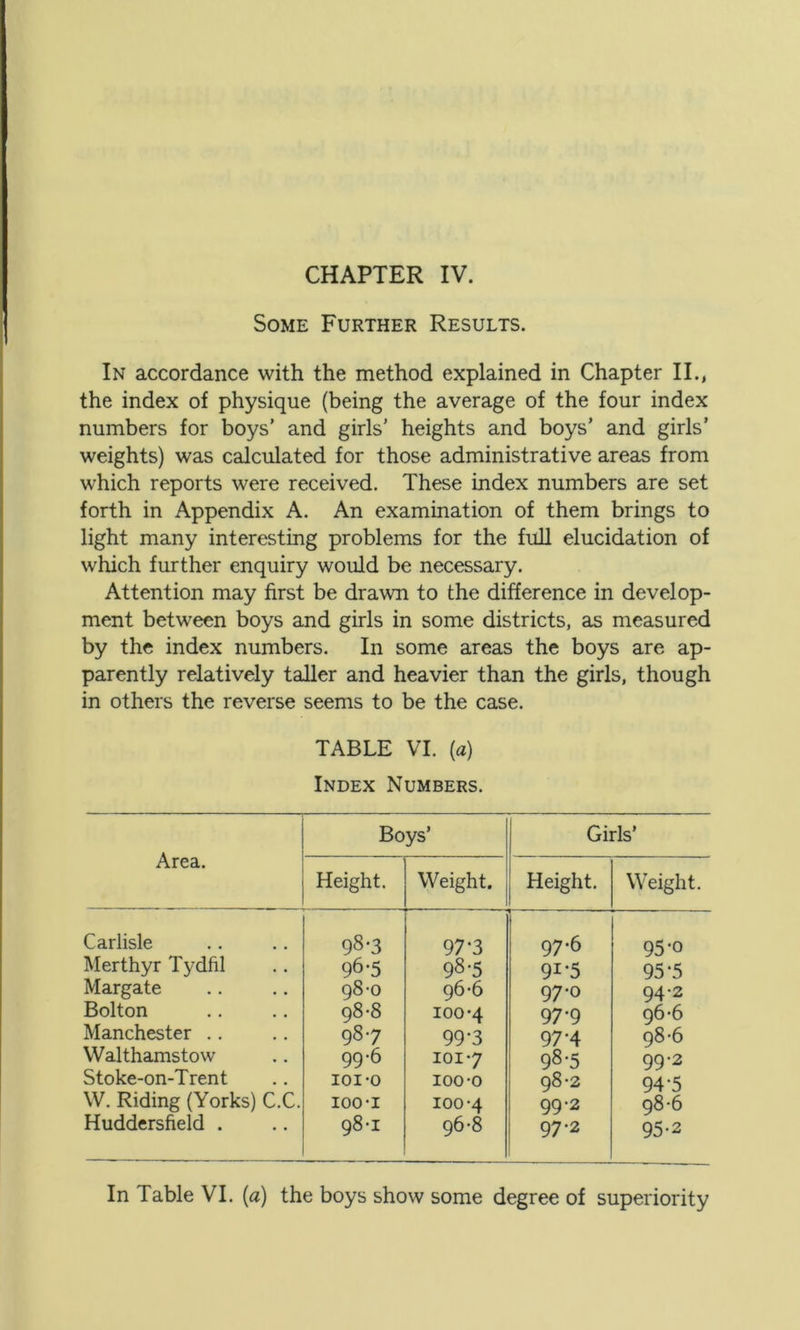 CHAPTER IV.
Some Further Results.
In accordance with the method explained in Chapter II.,
the index of physique (being the average of the four index
numbers for boys' and girls' heights and boys' and girls'
weights) was calculated for those administrative areas from
which reports were received. These index numbers are set
forth in Appendix A. An examination of them brings to
light many interesting problems for the full elucidation of
which further enquiry would be necessary.
Attention may first be drawn to the difference in develop-
ment between boys and girls in some districts, as measured
by the index numbers. In some areas the boys are ap-
parently relatively taller and heavier than the girls, though
in others the reverse seems to be the case.
TABLE VI. (a)
Index Numbers.
Area. Boys' Girls'
Height. Weight. Height. Weight.
Carlisle .. .. 98·3 97·3 97·6 95·0
Merthyr Tydfil .. 96·5 98·5 91·5 95·5
Margate .. .. 98·0 96·6 97·0 94·2
Bolton .. .. 98·8 100·4 97·9 96·6
Manchester .. .. 98·7 99·3 97·4 98·6
Walthamstow .. 99·6 101·7 98·5 99·2
Stoke-on-Trent .. 101·0 100·0 98·2 94·5
W. Riding (Yorks) C.C. 100·1 100·4 99·2 98·6
Huddersfield . .. 98·1 96·8 97·2 95·2
In Table VI. (a) the boys show some degree of superiority